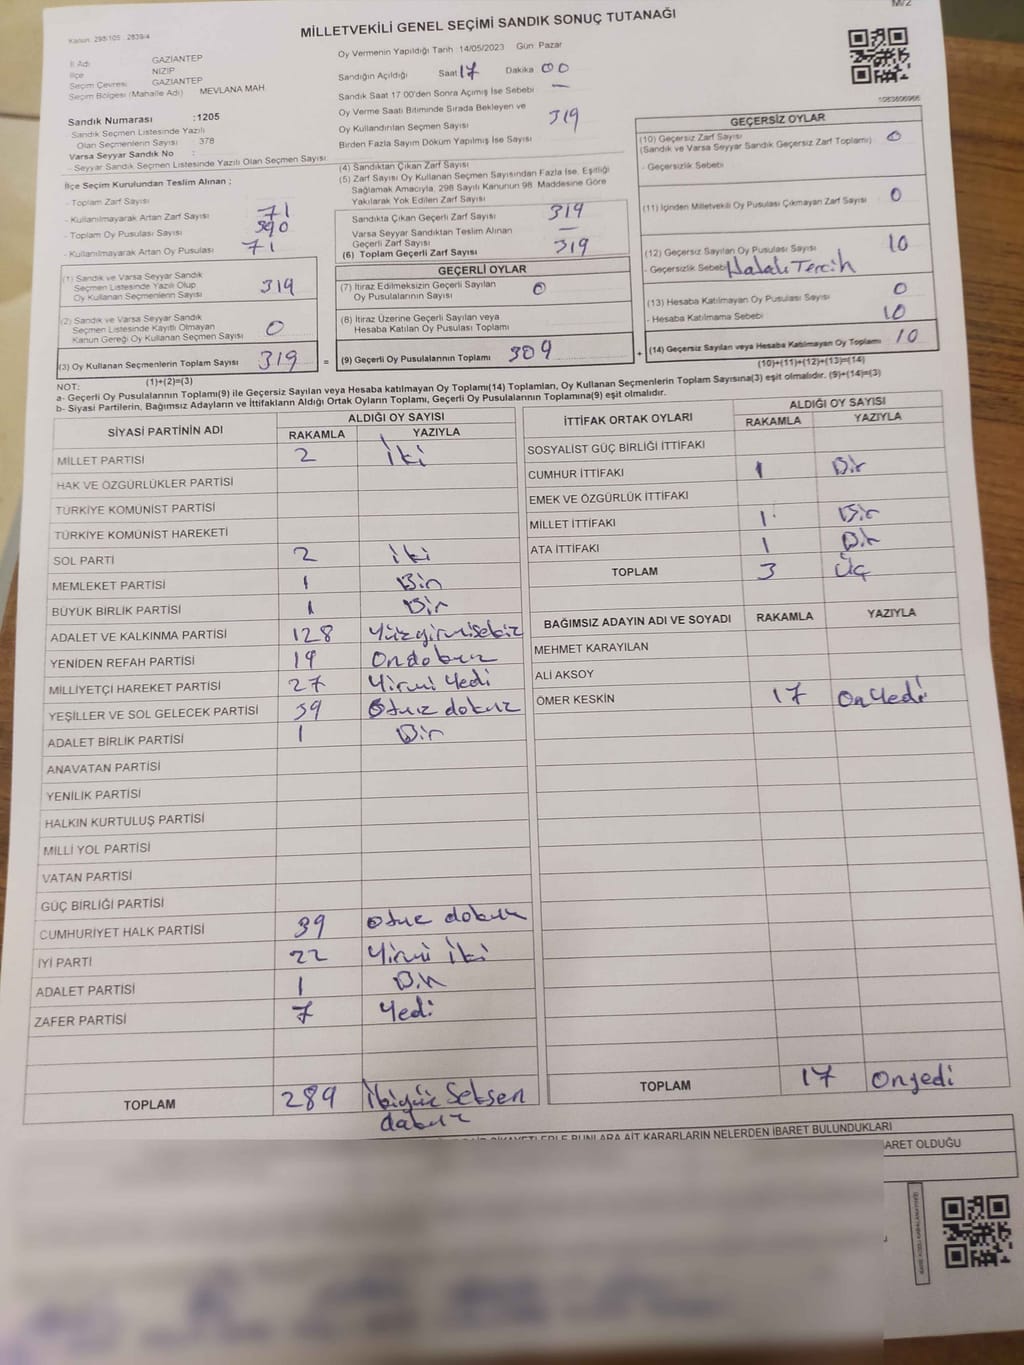 M/2
Kanun: 298/105 ; 2839/4
MİLLETVEKİLİ GENEL SEÇİMİ SANDIK SONUÇ TUTANAĞI
İl Adı GAZİANTEP
İlçe NİZİP
Seçim Çevresi GAZİANTEP
Seçim Bölgesi (Mahalle Adı) MEVLANA MAH.
Sandık Numarası :1205
- Sandık Seçmen Listesinde Yazılı
Olan Seçmenlerin Sayısı 378
Varsa Seyyar Sandık No :
- Seyyar Sandık Seçmen Listesinde Yazılı Olan Seçmen Sayısı
İlçe Seçim Kurulundan Teslim Alınan ;
- Toplam Zarf Sayısı
- Kullanılmayarak Artan Zarf Sayısı 71
- Toplam Oy Pusulası Sayısı 390
- Kullanılmayarak Artan Oy Pusulası 71
(1) Sandık ve Varsa Seyyar Sandık
Seçmen Listesinde Yazılı Olup
Oy Kullanan Seçmenlerin Sayısı 319
(2) Sandık ve Varsa Seyyar Sandık
Seçmen Listesinde Kayıtlı Olmayan
Kanun Gereği Oy Kullanan Seçmen Sayısı 0
(3) Oy Kullanan Seçmenlerin Toplam Sayısı 319
(1)+(2)=(3)
Oy Vermenin Yapıldığı Tarih :14/05/2023 Gün: Pazar
Sandığın Açıldığı Saat 17 Dakika 00
Sandık Saat 17:00'den Sonra Açımış İse Sebebi —
Oy Verme Saati Bitiminde Sırada Bekleyen ve
Oy Kullandırılan Seçmen Sayısı 319
Birden Fazla Sayım Döküm Yapılmış İse Sayısı
(4) Sandıktan Çıkan Zarf Sayısı
(5) Zarf Sayısı Oy Kullanan Seçmen Sayısından Fazla İse, Eşitliği
Sağlamak Amacıyla, 298 Sayılı Kanunun 98. Maddesine Göre
Yakılarak Yok Edilen Zarf Sayısı
Sandıkta Çıkan Geçerli Zarf Sayısı 319
Varsa Seyyar Sandıktan Teslim Alınan
Geçerli Zarf Sayısı —
(6) Toplam Geçerli Zarf Sayısı 319
GEÇERLİ OYLAR
(7) İtiraz Edilmeksizin Geçerli Sayılan
Oy Pusulalarının Sayısı 0
(8) İtiraz Üzerine Geçerli Sayılan veya
Hesaba Katılan Oy Pusulası Toplamı
= (9) Geçerli Oy Pusulalarının Toplamı 309
1083606966
GEÇERSİZ OYLAR
(10) Geçersiz Zarf Sayısı
(Sandık ve Varsa Seyyar Sandık Geçersiz Zarf Toplamı) 0
- Geçersizlik Sebebi
(11) İçinden Milletvekili Oy Pusulası Çıkmayan Zarf Sayısı 0
(12) Geçersiz Sayılan Oy Pusulası Sayısı 10
- Geçersizlik Sebebi Hatalı Tercih
(13) Hesaba Katılmayan Oy Pusulası Sayısı 0
- Hesaba Katılmama Sebebi 10
+ (14) Geçersiz Sayılan veya Hesaba Katılmayan Oy Toplamı 10
(10)+(11)+(12)+(13)=(14)
NOT:
a- Geçerli Oy Pusulalarının Toplamı(9) ile Geçersiz Sayılan veya Hesaba katılmayan Oy Toplamı(14) Toplamları, Oy Kullanan Seçmenlerin Toplam Sayısına(3) eşit olmalıdır. (9)+(14)=(3)
b- Siyasi Partilerin, Bağımsız Adayların ve İttifakların Aldığı Ortak Oyların Toplamı, Geçerli Oy Pusulalarının Toplamına(9) eşit olmalıdır.
SİYASİ PARTİNİN ADI ALDIĞI OY SAYISI
RAKAMLA YAZIYLA
MİLLET PARTİSİ 2 iki
HAK VE ÖZGÜRLÜKLER PARTİSİ
TÜRKİYE KOMÜNİST PARTİSİ
TÜRKİYE KOMÜNİST HAREKETİ
SOL PARTİ 2 iki
MEMLEKET PARTİSİ 1 Bir
BÜYÜK BİRLİK PARTİSİ 1 Bir
ADALET VE KALKINMA PARTİSİ 128 Yüzyirmisekiz
YENİDEN REFAH PARTİSİ 19 Ondokuz
MİLLİYETÇİ HAREKET PARTİSİ 27 Yirmi Yedi
YEŞİLLER VE SOL GELECEK PARTİSİ 39 Otuz dokuz
ADALET BİRLİK PARTİSİ 1 Bir
ANAVATAN PARTİSİ
YENİLİK PARTİSİ
HALKIN KURTULUŞ PARTİSİ
MİLLİ YOL PARTİSİ
VATAN PARTİSİ
GÜÇ BİRLİĞİ PARTİSİ
CUMHURİYET HALK PARTİSİ 39 Otuz dokuz
İYİ PARTİ 22 Yirmi iki
ADALET PARTİSİ 1 Bir
ZAFER PARTİSİ 7 Yedi
TOPLAM 289 İkiyüz Seksen
dokuz
İTTİFAK ORTAK OYLARI ALDIĞI OY SAYISI
RAKAMLA YAZIYLA
SOSYALİST GÜÇ BİRLİĞİ İTTİFAKI
CUMHUR İTTİFAKI 1 Bir
EMEK VE ÖZGÜRLÜK İTTİFAKI
MİLLET İTTİFAKI 1 Bir
ATA İTTİFAKI 1 Bir
TOPLAM 3 Üç
BAĞIMSIZ ADAYIN ADI VE SOYADI RAKAMLA YAZIYLA
MEHMET KARAYILAN
ALİ AKSOY
ÖMER KESKİN 17 OnYedi
TOPLAM 17 Onyedi
BUNLARA AİT KARARLARIN NELERDEN İBARET BULUNDUKLARI
OLDUĞU